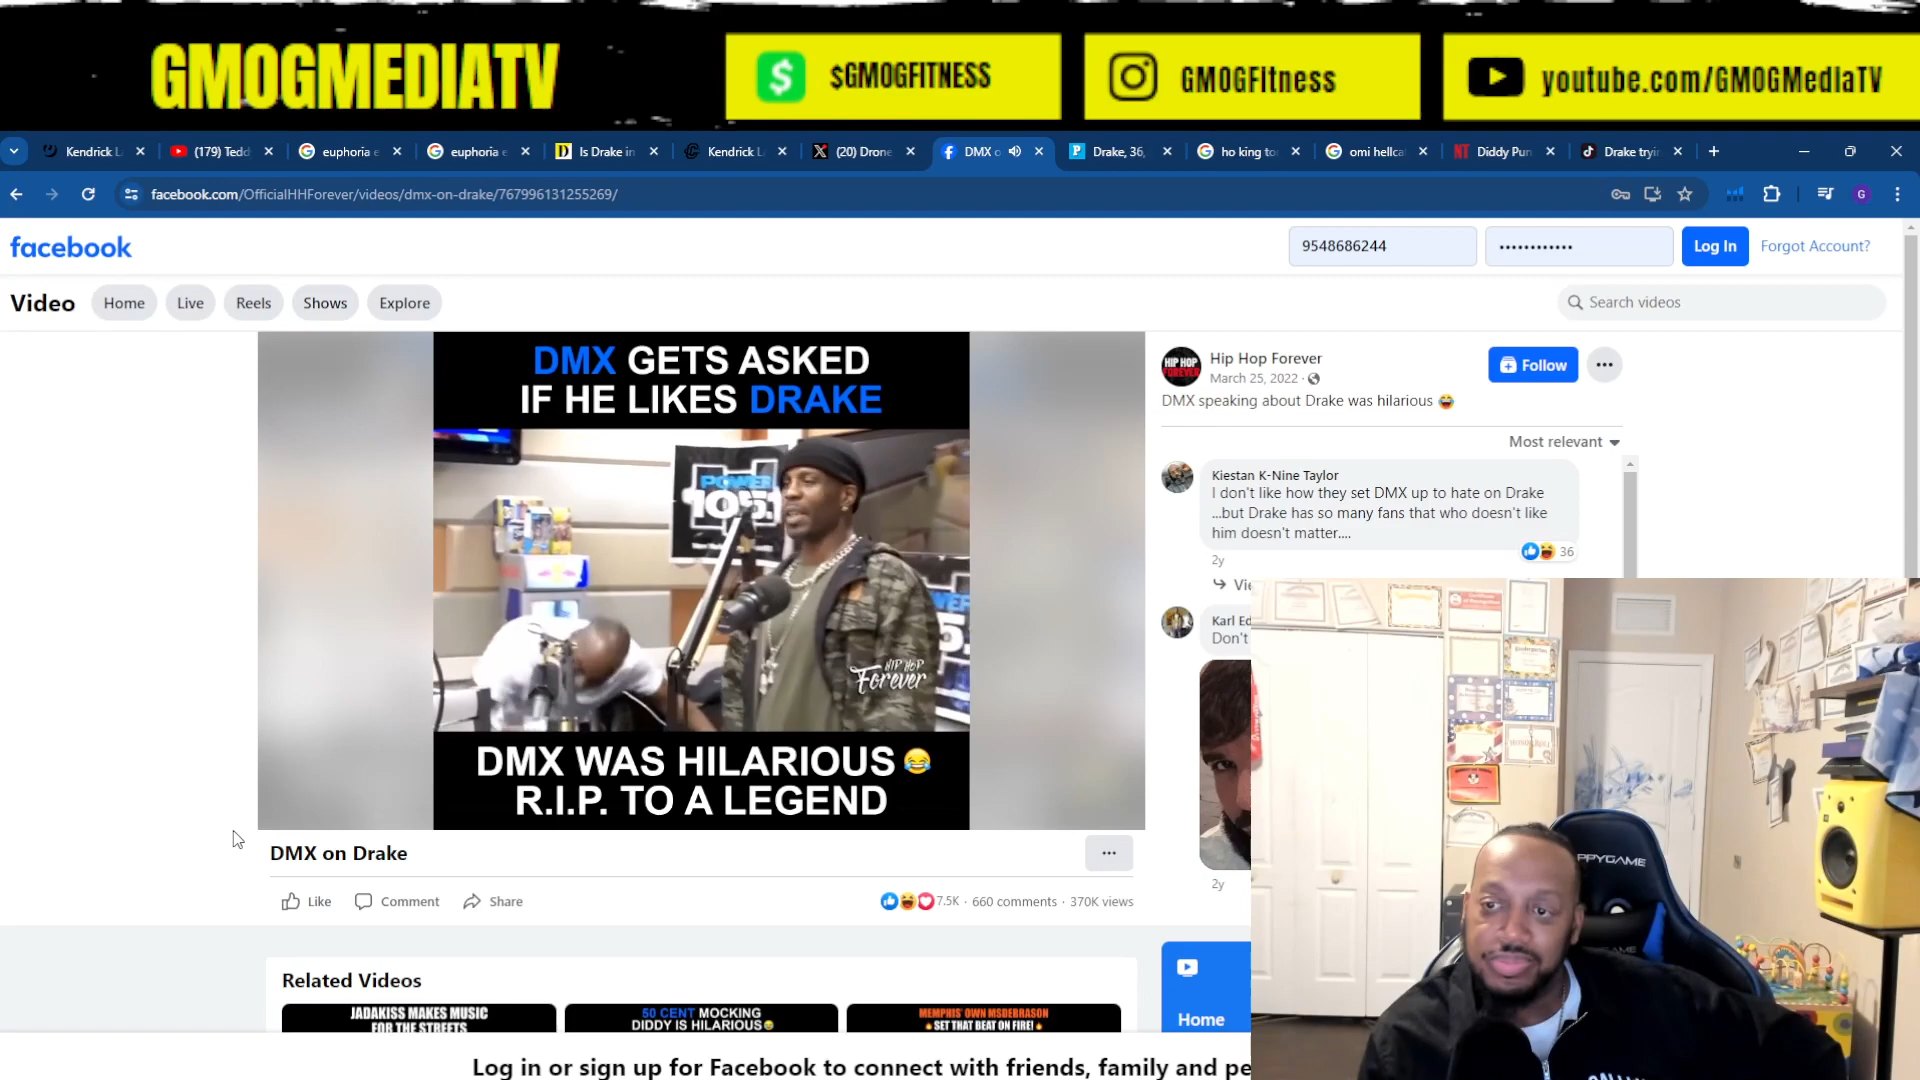 GMOGMEDIATV
$GMOGFITNESS
GMOGFitness
youtube.com/GMOGMediaTV
Kendrick L
(179) Tedd
euphoria e
euphoria e
Is Drake in
Kendrick L
(20) Drone
DMX o
Drake, 36,
ho king to
omi hellca
Diddy Pun
Drake tryi
facebook.com/OfficialHHForever/videos/dmx-on-drake/767996131255269/
facebook
9548686244
••••••••••••
Log In
Forgot Account?
Video
Home
Live
Reels
Shows
Explore
Search videos
DMX GETS ASKED
IF HE LIKES DRAKE
POWER
105.
HIP HOP
Forever
DMX WAS HILARIOUS 😂
R.I.P. TO A LEGEND
HIP HOP
FOREVER
Hip Hop Forever
March 25, 2022 ·
Follow
DMX speaking about Drake was hilarious 😂
Most relevant
Kiestan K-Nine Taylor
I don't like how they set DMX up to hate on Drake
...but Drake has so many fans that who doesn't like
him doesn't matter....
36
2y
Vie
Karl Ed
Don't
2y
DMX on Drake
Like
Comment
Share
7.5K · 660 comments · 370K views
Related Videos
JADAKISS MAKES MUSIC
FOR THE STREETS
50 CENT MOCKING
DIDDY IS HILARIOUS😂
MEMPHIS' OWN MSDEBRASON
🔥SET THAT BEAT ON FIRE!🔥
Home
Log in or sign up for Facebook to connect with friends, family and pe
PPYGAME